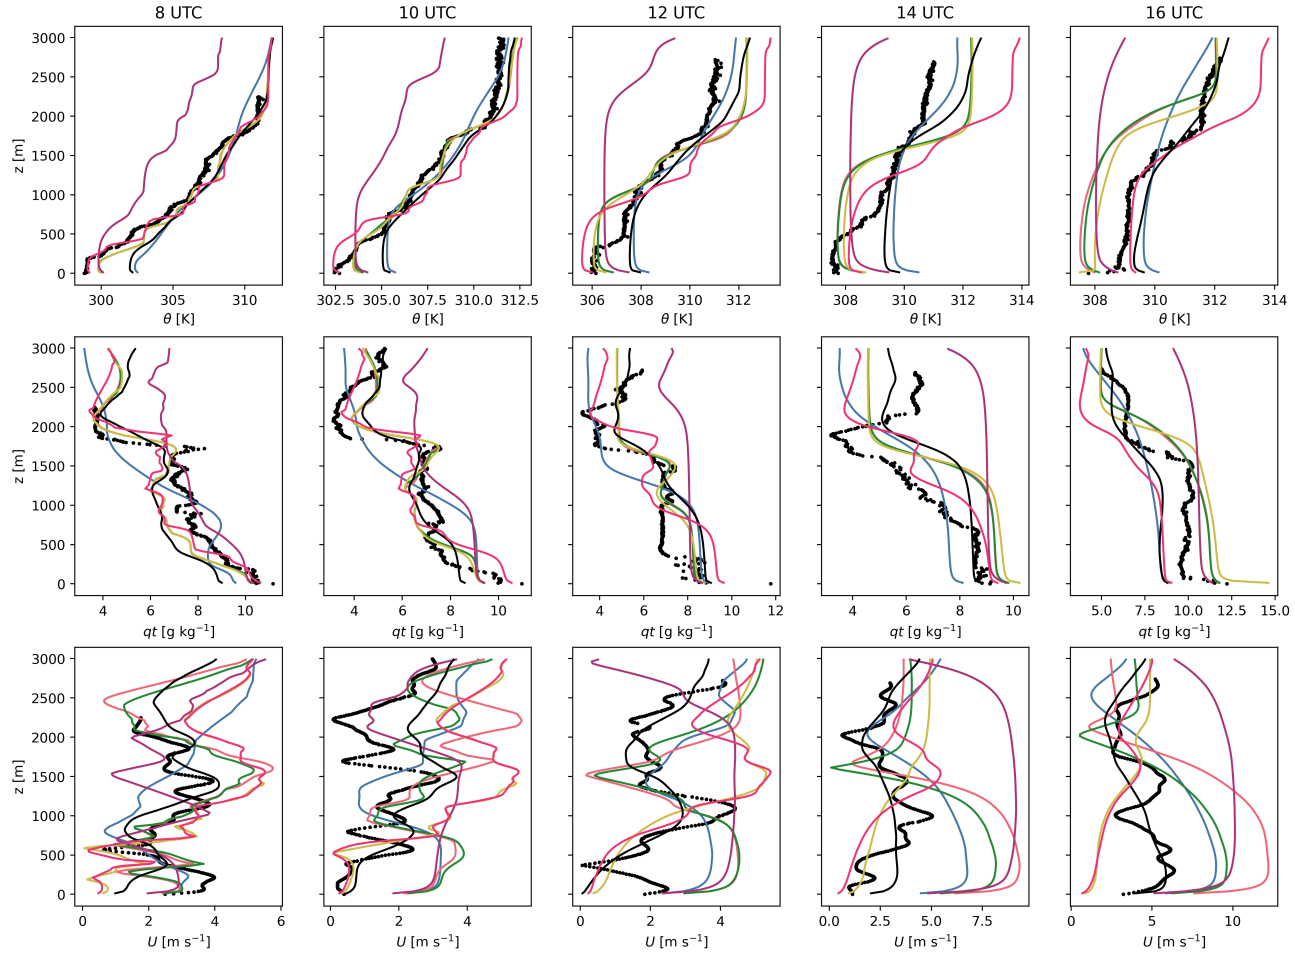 8 UTC 10 UTC 12 UTC 14 UTC 16 UTC
3000
2500
2000
1500
1000
500
0
z [m]
300 305 310
302.5 305.0 307.5 310.0 312.5
306 308 310 312
308 310 312 314
308 310 312 314
θ [K] θ [K] θ [K] θ [K] θ [K]
3000
2500
2000
1500
1000
500
0
z [m]
4 6 8 10
4 6 8 10
4 6 8 10 12
4 6 8 10
5.0 7.5 10.0 12.5 15.0
qt [g kg⁻¹] qt [g kg⁻¹] qt [g kg⁻¹] qt [g kg⁻¹] qt [g kg⁻¹]
3000
2500
2000
1500
1000
500
0
z [m]
0 2 4 6
0 2 4
0 2 4
0.0 2.5 5.0 7.5
0 5 10
U [m s⁻¹] U [m s⁻¹] U [m s⁻¹] U [m s⁻¹] U [m s⁻¹]